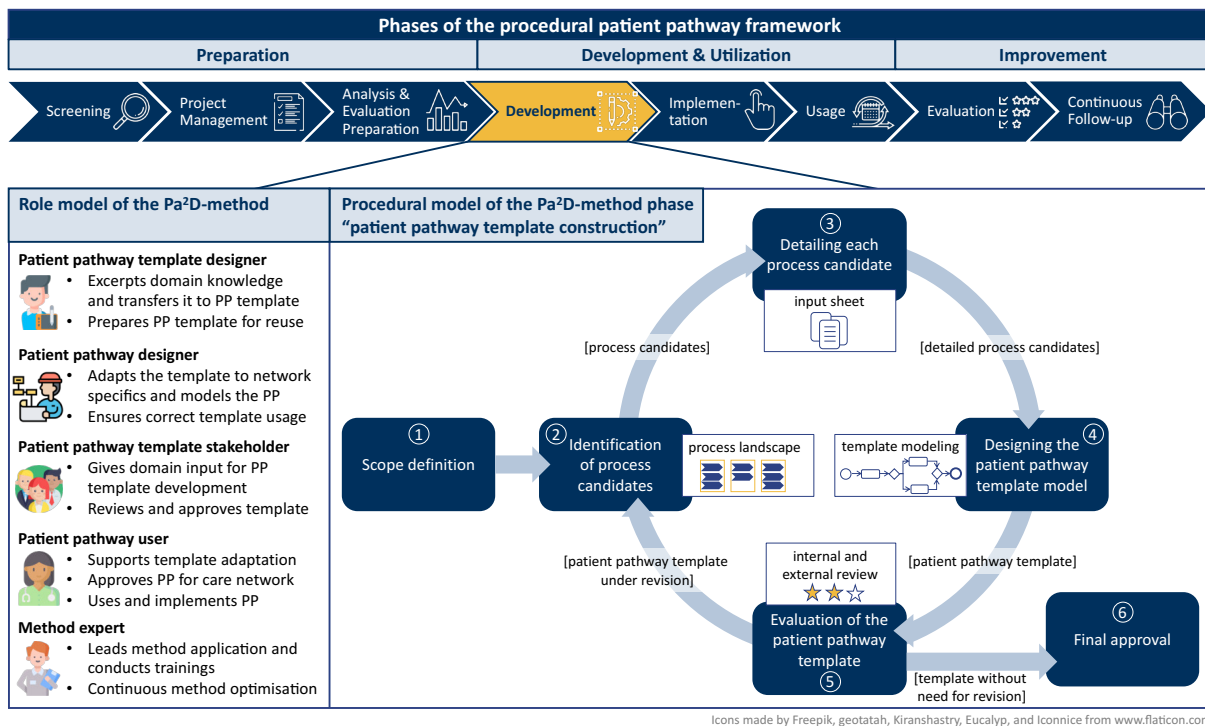 Phases of the procedural patient pathway framework
Preparation
Development & Utilization
Improvement
Screening
Project
Management
Analysis &
Evaluation
Preparation
Development
Implemen-
tation
Usage
Evaluation
Continuous
Follow-up
Role model of the Pa²D-method
Patient pathway template designer
• Excerpts domain knowledge
and transfers it to PP template
• Prepares PP template for reuse
Patient pathway designer
• Adapts the template to network
specifics and models the PP
• Ensures correct template usage
Patient pathway template stakeholder
• Gives domain input for PP
template development
• Reviews and approves template
Patient pathway user
• Supports template adaptation
• Approves PP for care network
• Uses and implements PP
Method expert
• Leads method application and
conducts trainings
• Continuous method optimisation
Procedural model of the Pa²D-method phase
“patient pathway template construction”
1
Scope definition
2
Identification
of process
candidates
process landscape
[process candidates]
3
Detailing each
process candidate
input sheet
[detailed process candidates]
template modeling
4
Designing the
patient pathway
template model
[patient pathway template]
internal and
external review
Evaluation of the
patient pathway
template
5
[patient pathway template
under revision]
[template without
need for revision]
6
Final approval
Icons made by Freepik, geotatah, Kiranshastry, Eucalyp, and Iconnice from www.flaticon.com